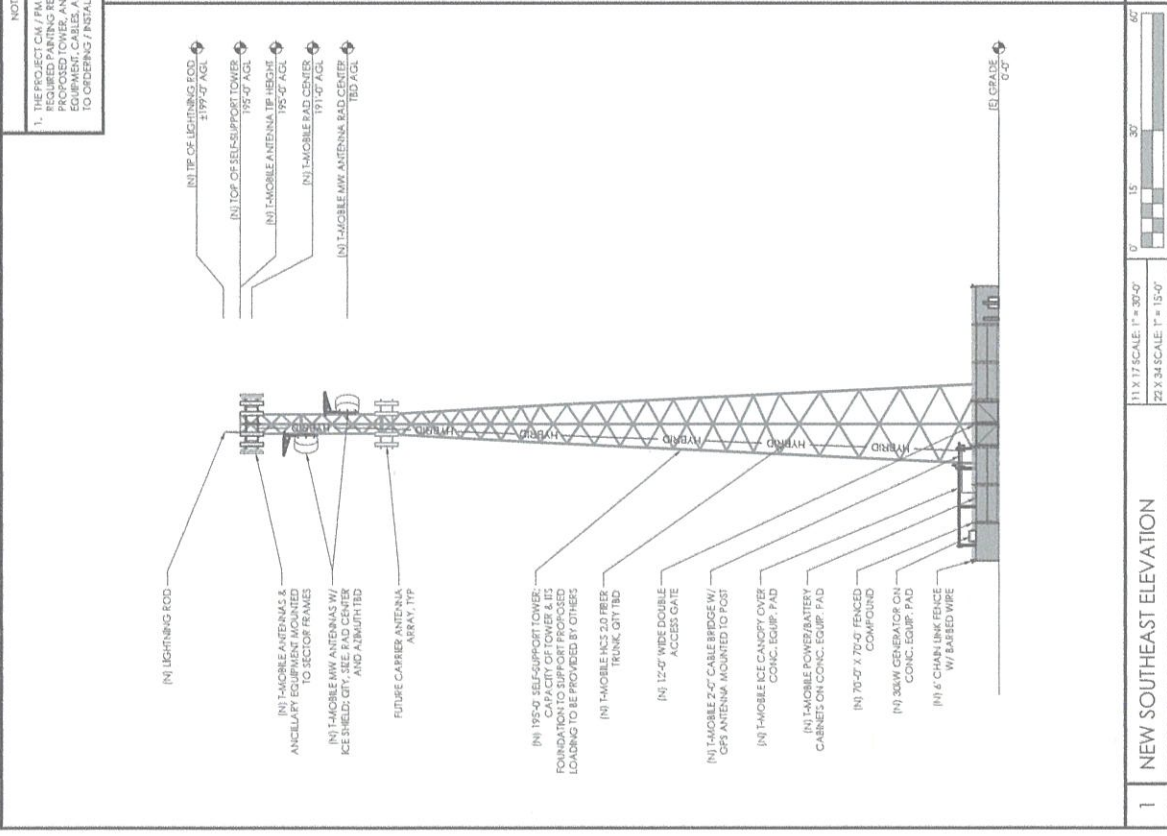 NOT
1. THE PROJECT CM / PM
REQUIRED PAINTING RE
PROPOSED TOWER, AN
EQUIPMENT, CABLES, A
TO ORDERING / INSTAL
(N) TIP OF LIGHTNING ROD
±199'-0" AGL
(N) TOP OF SELF-SUPPORT TOWER
195'-0" AGL
(N) T-MOBILE ANTENNA TIP HEIGHT
195'-0" AGL
(N) T-MOBILE RAD CENTER
191'-0" AGL
(N) T-MOBILE MW ANTENNA RAD CENTER
TBD AGL
(E) GRADE
0'-0"
(N) LIGHTNING ROD
(N) T-MOBILE ANTENNAS &
ANCILLARY EQUIPMENT MOUNTED
TO SECTOR FRAMES
(N) T-MOBILE MW ANTENNAS W/
ICE SHIELD; QTY, SIZE, RAD CENTER
AND AZIMUTH TBD
FUTURE CARRIER ANTENNA
ARRAY, TYP
(N) 195'-0" SELF-SUPPORT TOWER;
CAPACITY OF TOWER & ITS
FOUNDATION TO SUPPORT PROPOSED
LOADING TO BE PROVIDED BY OTHERS
(N) T-MOBILE HCS 2.0 FIBER
TRUNK, QTY TBD
(N) 12'-0" WIDE DOUBLE
ACCESS GATE
(N) T-MOBILE 2'-0" CABLE BRIDGE W/
GPS ANTENNA MOUNTED TO POST
(N) T-MOBILE ICE CANOPY OVER
CONC. EQUIP. PAD
(N) T-MOBILE POWER/BATTERY
CABINETS ON CONC. EQUIP. PAD
(N) 70'-0" X 70'-0" FENCED
COMPOUND
(N) 30KW GENERATOR ON
CONC. EQUIP. PAD
(N) 6' CHAIN LINK FENCE
W/ BARBED WIRE
HYBRID
HYBRID
HYBRID
HYBRID
HYBRID
HYBRID
1
NEW SOUTHEAST ELEVATION
11 X 17 SCALE: 1" = 30'-0"
22 X 34 SCALE: 1" = 15'-0"
0' 15' 30' 60'